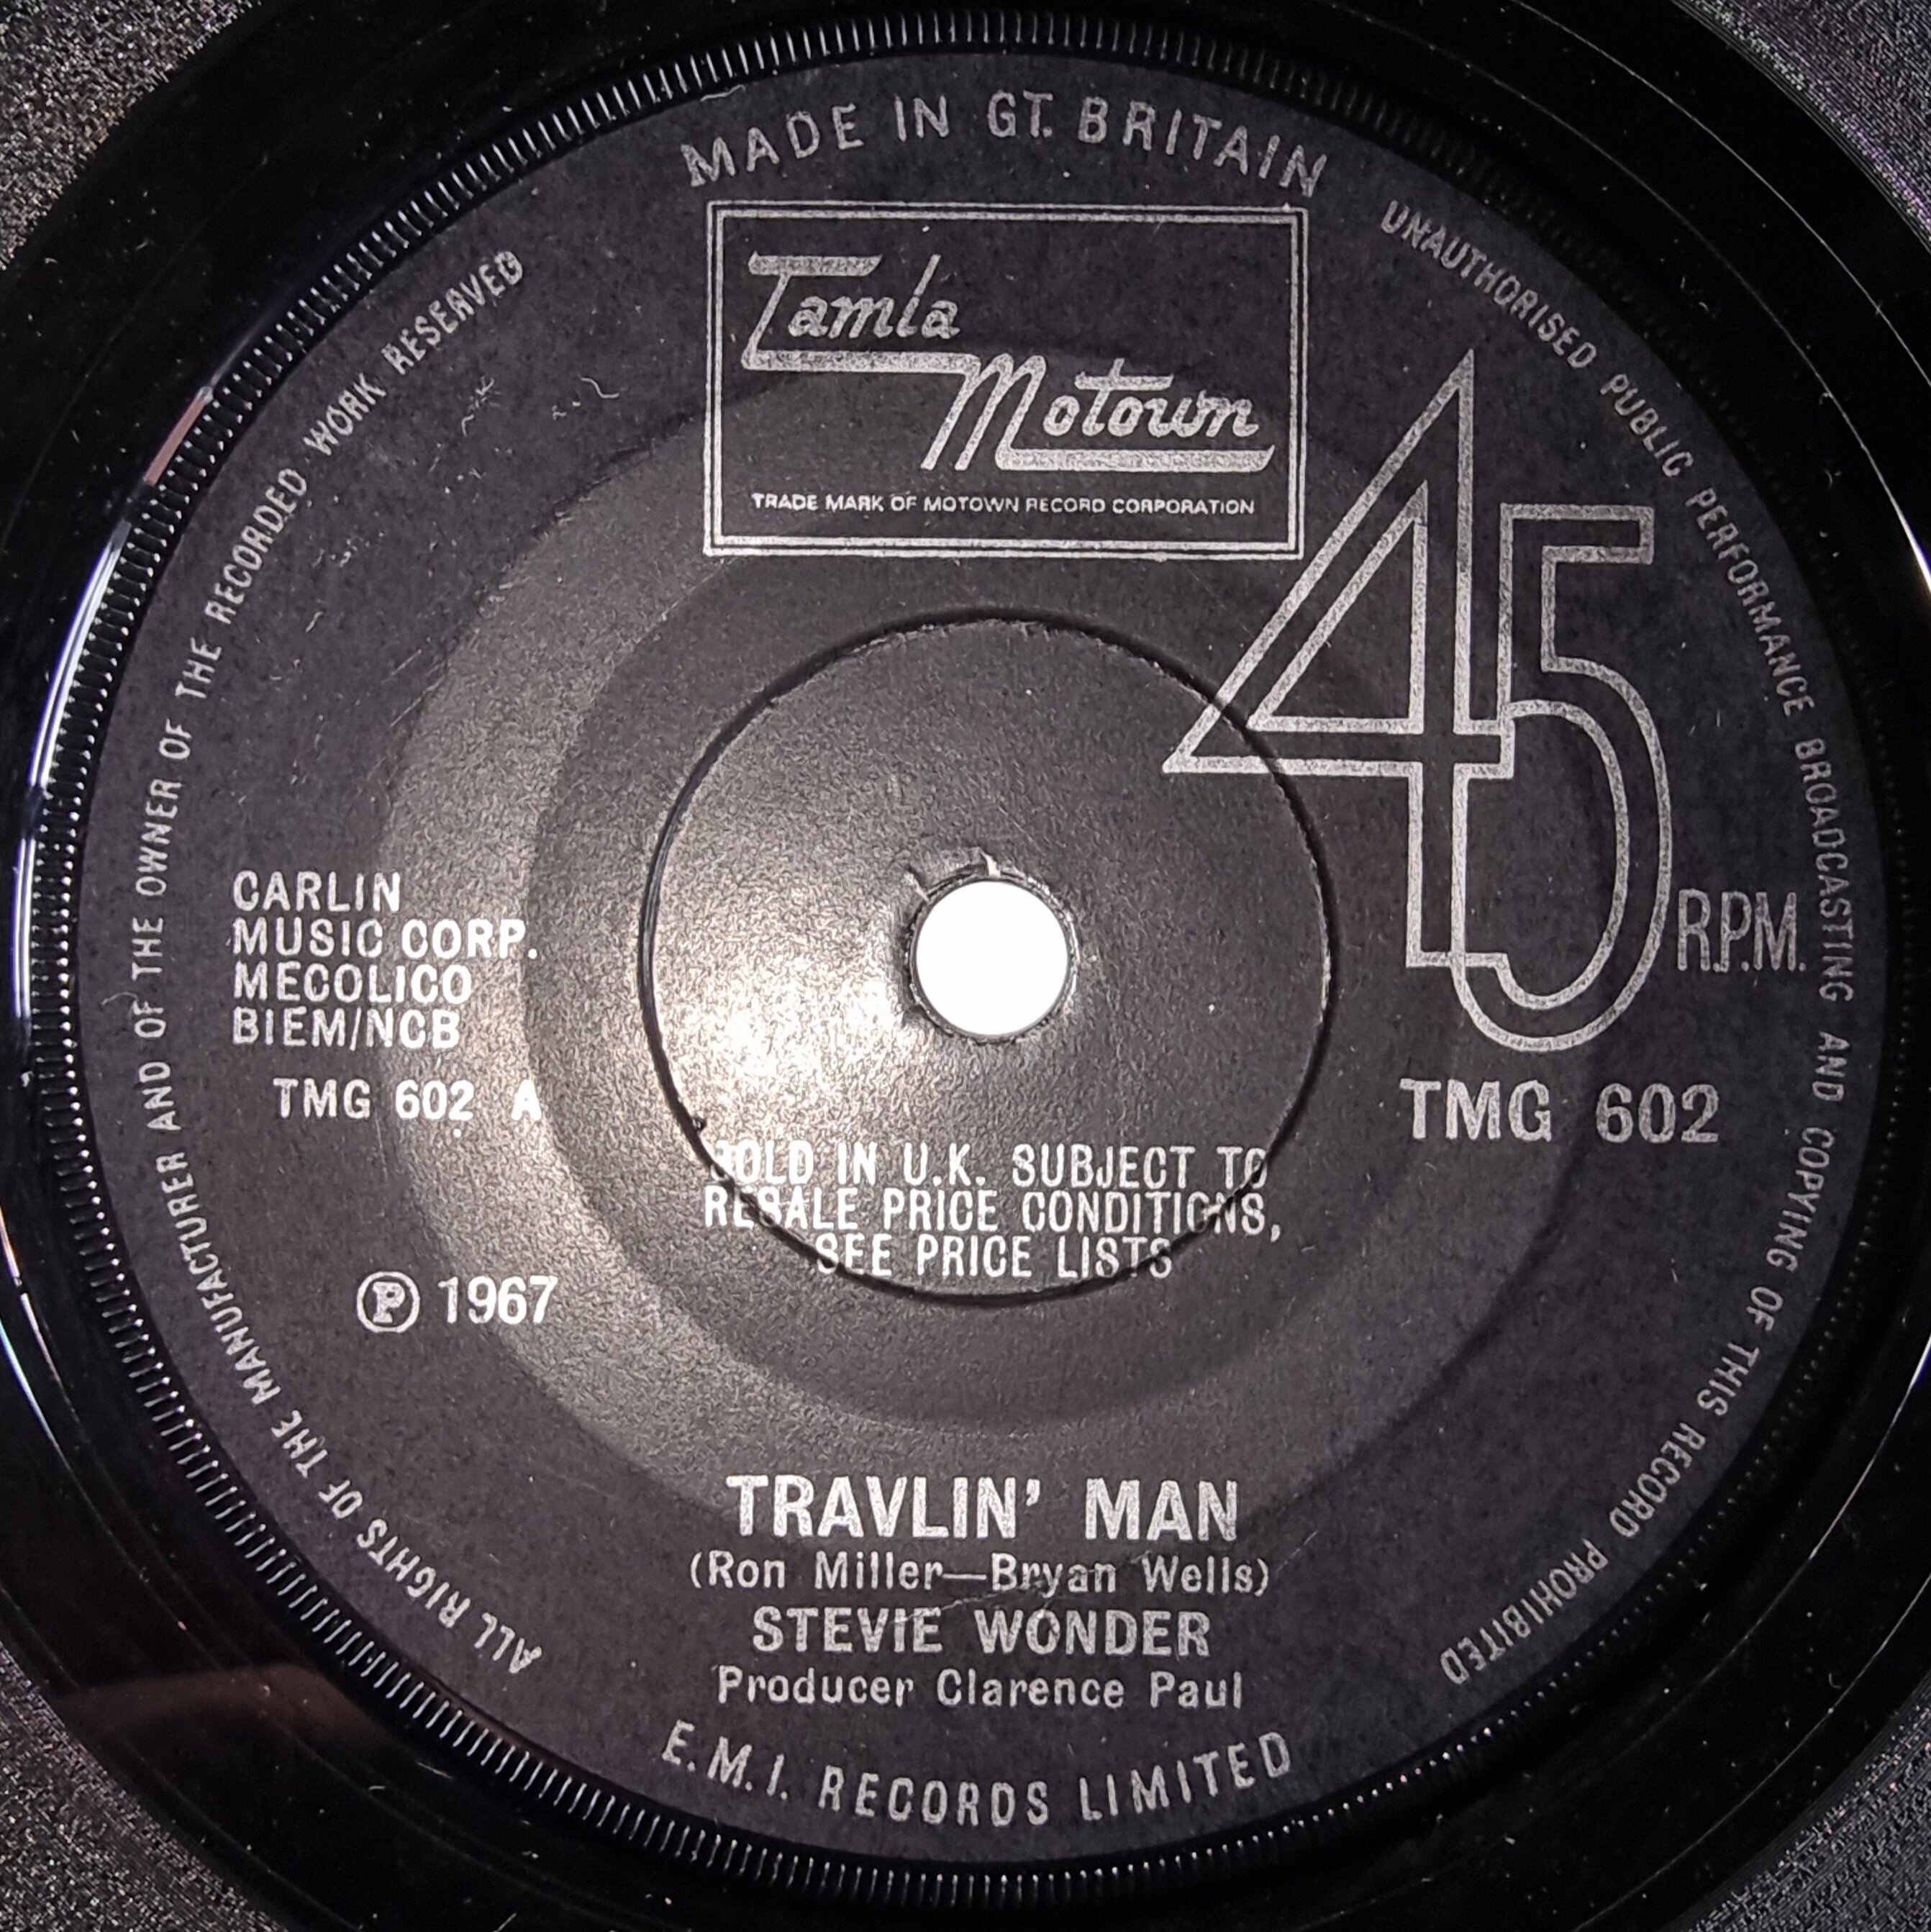 MADE IN GT. BRITAIN
UNAUTHORISED PUBLIC PERFORMANCE BROADCASTING AND COPYING OF THIS RECORD PROHIBITED
ALL RIGHTS OF THE MANUFACTURER AND OF THE OWNER OF THE RECORDED WORK RESERVED
Tamla
Motown
TRADE MARK OF MOTOWN RECORD CORPORATION
45
R.P.M.
CARLIN
MUSIC CORP.
MECOLICO
BIEM/NCB
TMG 602 A
TMG 602
SOLD IN U.K. SUBJECT TO
RESALE PRICE CONDITIONS,
SEE PRICE LISTS
Ⓟ 1967
TRAVLIN' MAN
(Ron Miller—Bryan Wells)
STEVIE WONDER
Producer Clarence Paul
E.M.I. RECORDS LIMITED